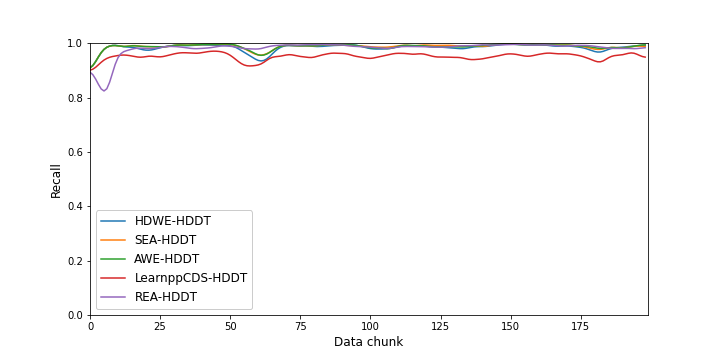 1.0
0.8
0.6
0.4
0.2
0.0
Recall
HDWE-HDDT
SEA-HDDT
AWE-HDDT
LearnppCDS-HDDT
REA-HDDT
0 25 50 75 100 125 150 175
Data chunk